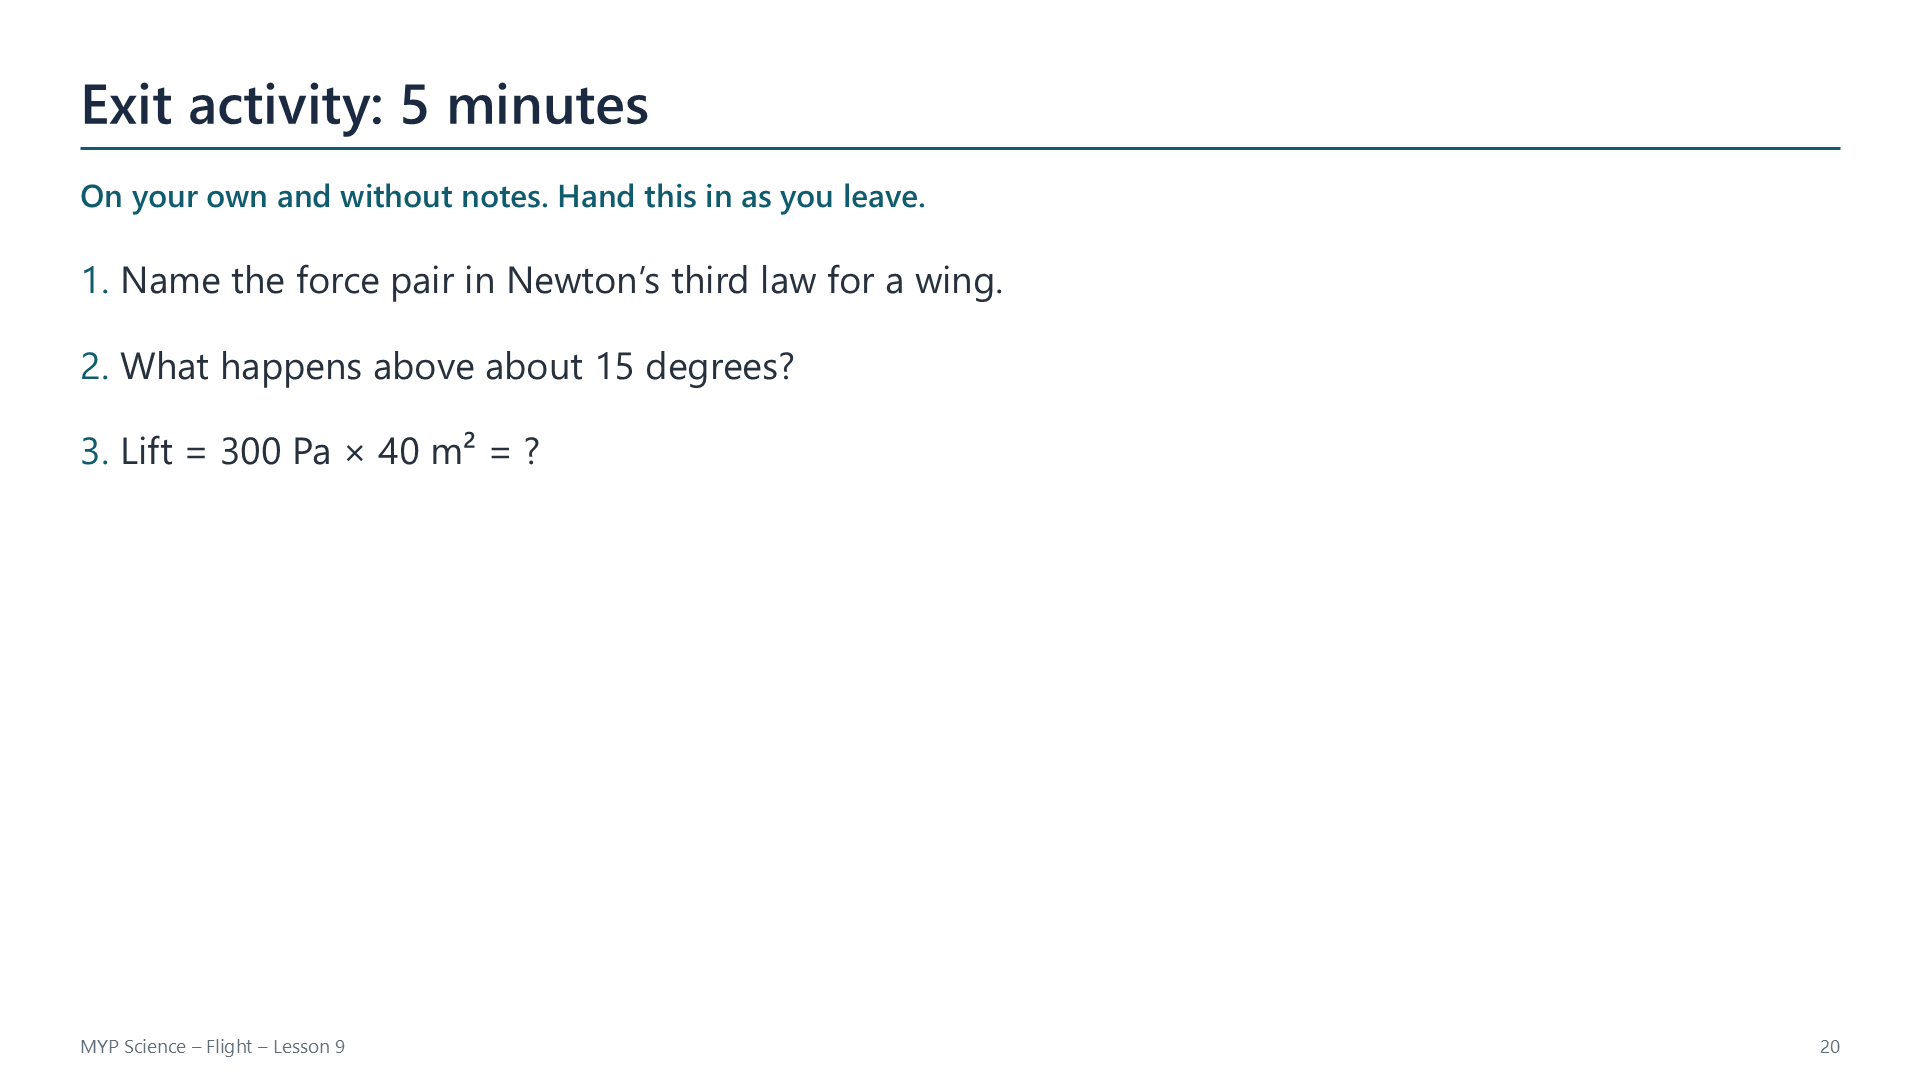 Exit activity: 5 minutes
On your own and without notes. Hand this in as you leave.
1. Name the force pair in Newton’s third law for a wing.
2. What happens above about 15 degrees?
3. Lift = 300 Pa × 40 m² = ?
MYP Science – Flight – Lesson 9
20